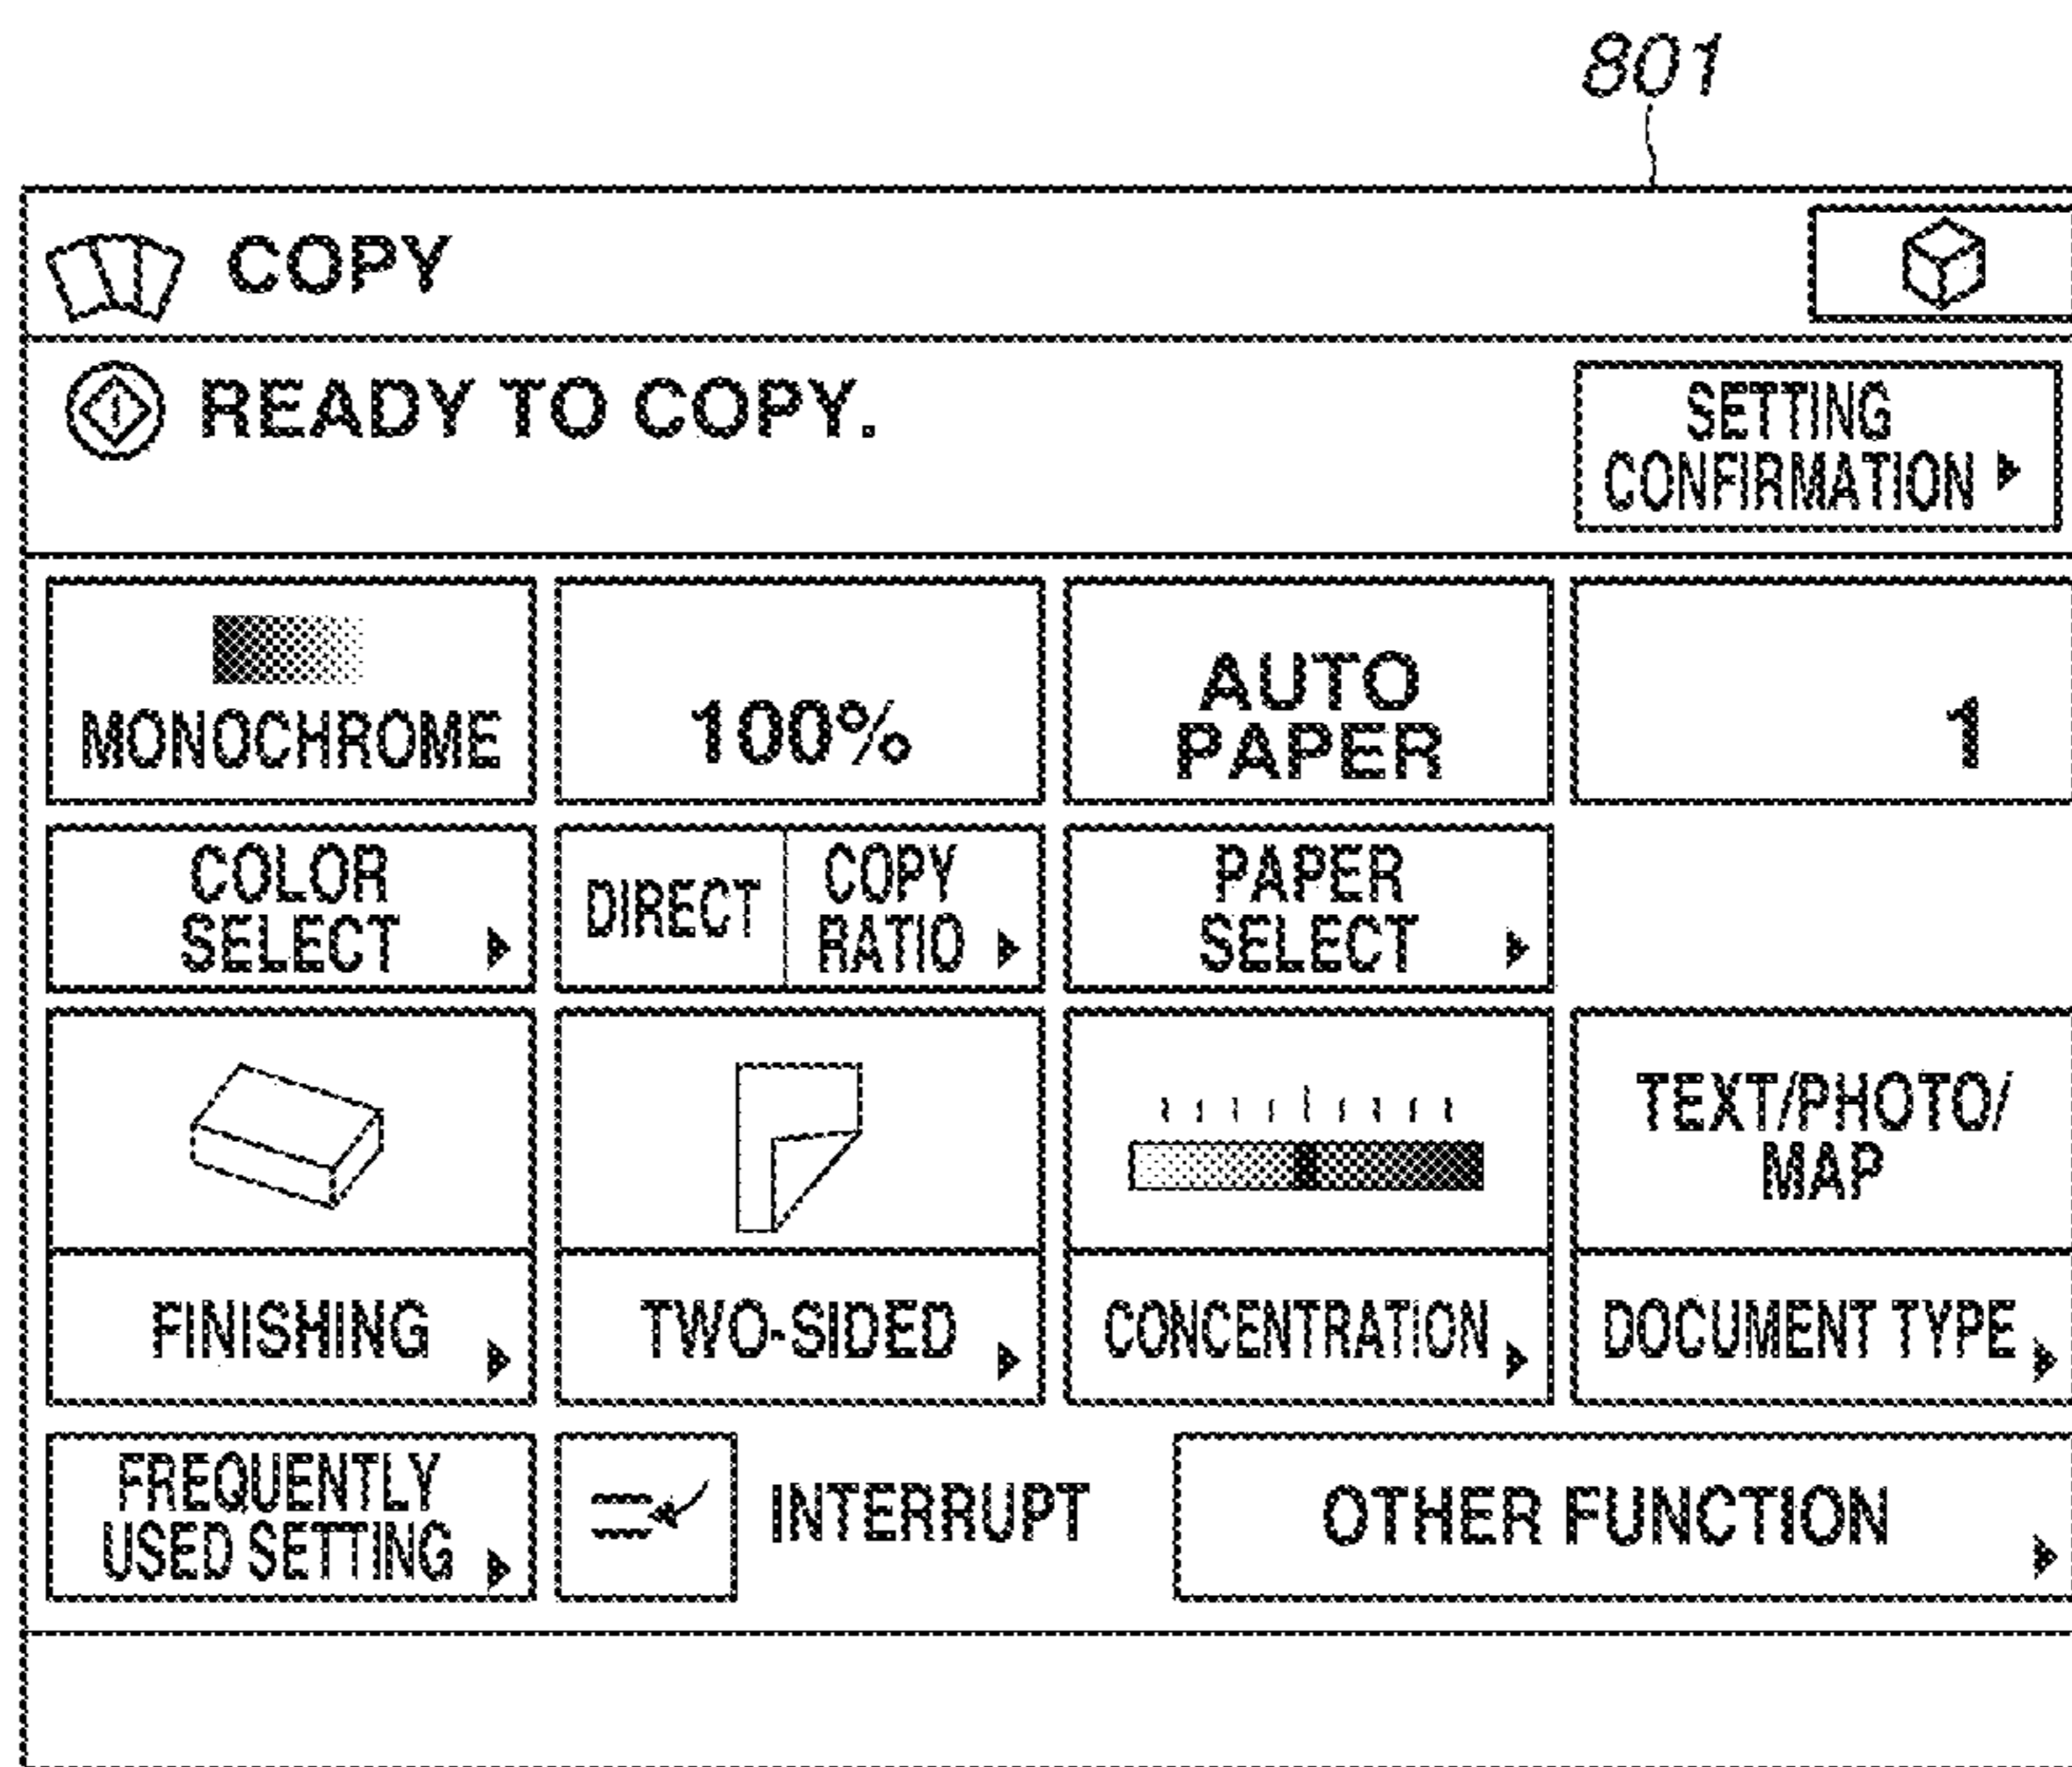 801
COPY
READY TO COPY.
SETTING
CONFIRMATION
MONOCHROME
100%
AUTO
PAPER
1
COLOR
SELECT
DIRECT
COPY
RATIO
PAPER
SELECT
TEXT/PHOTO/
MAP
FINISHING
TWO-SIDED
CONCENTRATION
DOCUMENT TYPE
FREQUENTLY
USED SETTING
INTERRUPT
OTHER FUNCTION